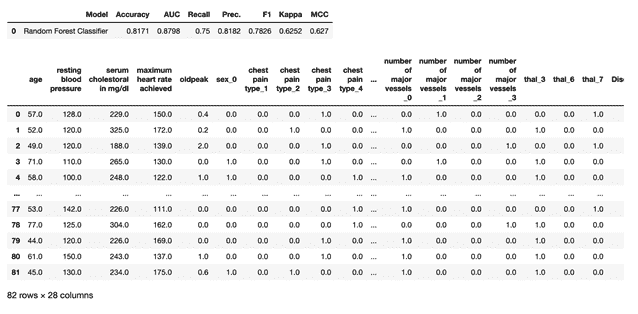 Model Accuracy AUC Recall Prec. F1 Kappa MCC
0 Random Forest Classifier 0.8171 0.8798 0.75 0.8182 0.7826 0.6252 0.627
number number number number
resting serum maximum chest chest chest chest of of of of
age blood cholestoral heart rate oldpeak sex_0 pain pain pain pain ... major major major major thal_3 thal_6 thal_7
pressure in mg/dl achieved type_1 type_2 type_3 type_4 vessels vessels vessels vessels
_0 _1 _2 _3
0 57.0 128.0 229.0 150.0 0.4 0.0 0.0 0.0 1.0 0.0 ... 0.0 1.0 0.0 0.0 0.0 0.0 1.0
1 52.0 120.0 325.0 172.0 0.2 0.0 0.0 1.0 0.0 0.0 ... 1.0 0.0 0.0 0.0 1.0 0.0 0.0
2 49.0 120.0 188.0 139.0 2.0 0.0 0.0 0.0 1.0 0.0 ... 0.0 0.0 0.0 1.0 0.0 0.0 1.0
3 71.0 110.0 265.0 130.0 0.0 1.0 0.0 0.0 1.0 0.0 ... 0.0 1.0 0.0 0.0 1.0 0.0 0.0
4 58.0 100.0 248.0 122.0 1.0 1.0 0.0 0.0 0.0 1.0 ... 1.0 0.0 0.0 0.0 1.0 0.0 0.0
... ... ... ... ... ... ... ... ... ... ... ... ... ... ... ... ... ... ...
77 53.0 142.0 226.0 111.0 0.0 0.0 0.0 0.0 0.0 1.0 ... 1.0 0.0 0.0 0.0 0.0 0.0 1.0
78 77.0 125.0 304.0 162.0 0.0 0.0 0.0 0.0 0.0 1.0 ... 0.0 0.0 0.0 1.0 1.0 0.0 0.0
79 44.0 120.0 226.0 169.0 0.0 0.0 0.0 0.0 1.0 0.0 ... 1.0 0.0 0.0 0.0 1.0 0.0 0.0
80 61.0 150.0 243.0 137.0 1.0 0.0 0.0 0.0 1.0 0.0 ... 1.0 0.0 0.0 0.0 1.0 0.0 0.0
81 45.0 130.0 234.0 175.0 0.6 1.0 0.0 1.0 0.0 0.0 ... 1.0 0.0 0.0 0.0 1.0 0.0 0.0
82 rows × 28 columns